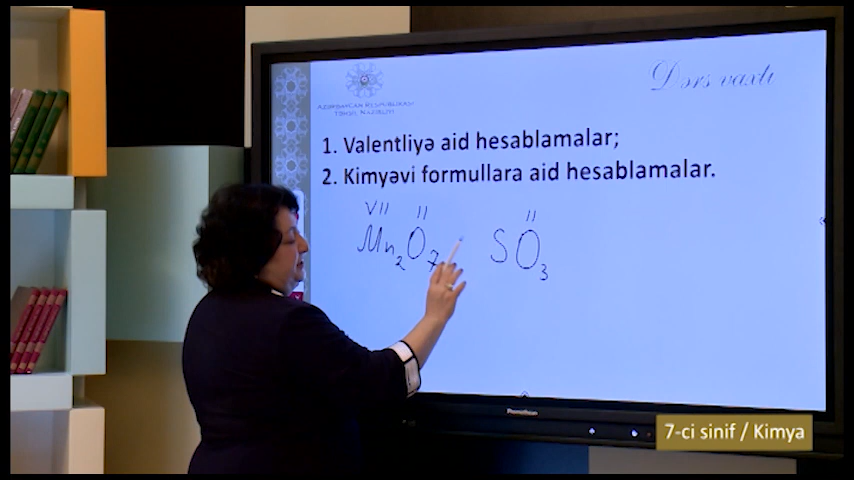 Dərs vaxtı
AZƏRBAYCAN RESPUBLİKASI
TƏHSİL NAZİRLİYİ
1. Valentliyə aid hesablamalar;
2. Kimyəvi formullara aid hesablamalar.
VII II II
Mn₂O₇ SO₃
Promethean
7-ci sinif / Kimya